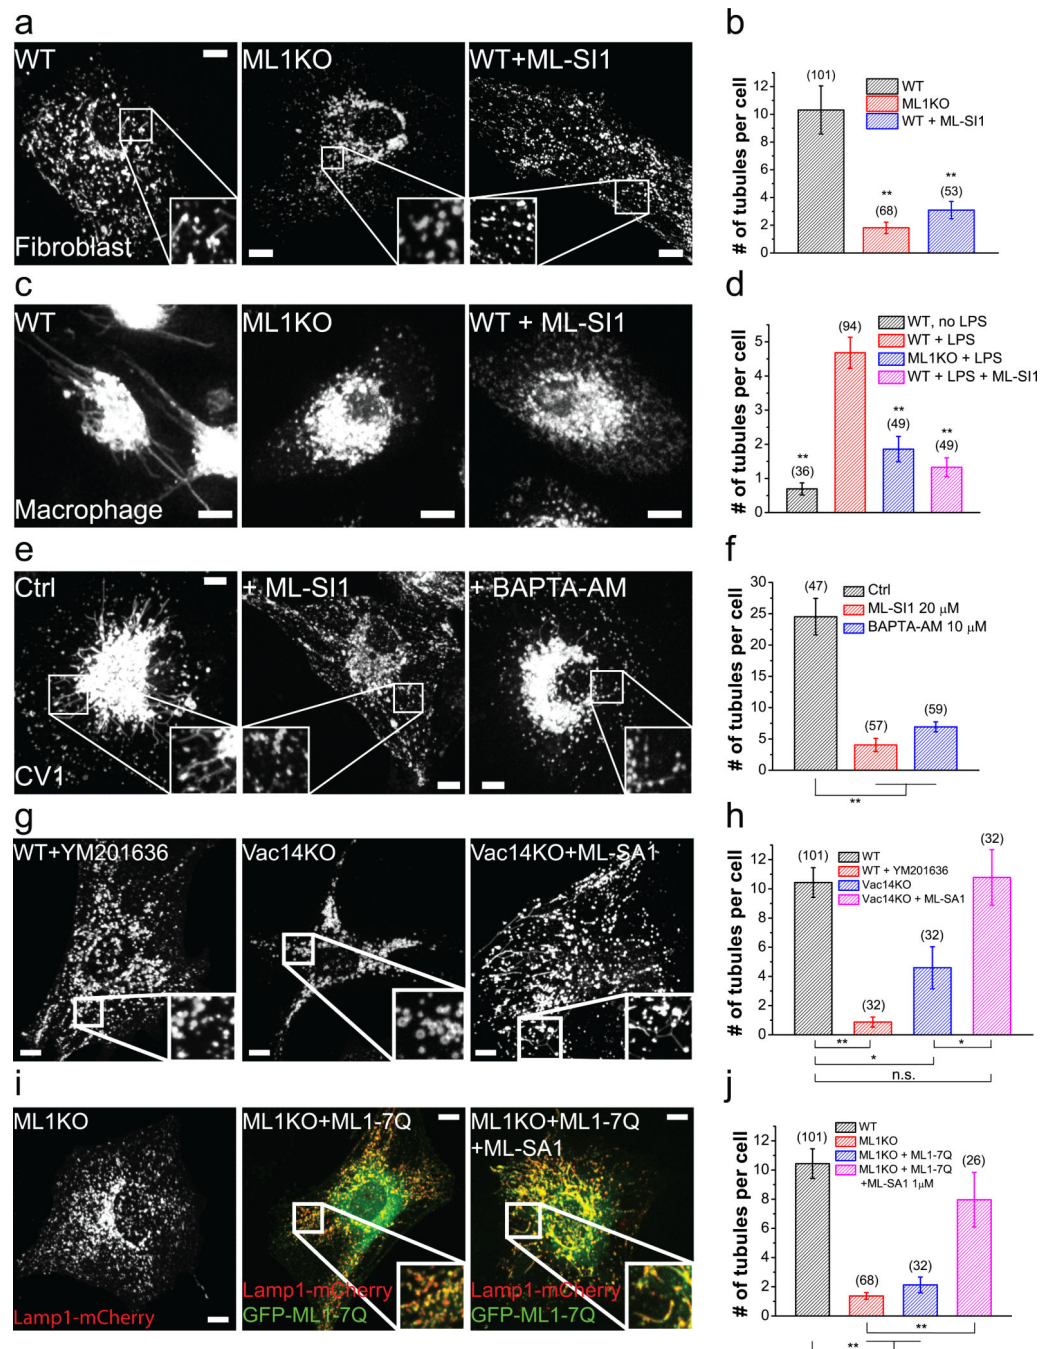 a
WT
ML1KO
WT+ML-SI1
Fibroblast
b
# of tubules per cell
12
10
8
6
4
2
0
(101)
**
(68)
**
(53)
WT
ML1KO
WT + ML-SI1
c
WT
ML1KO
WT + ML-SI1
Macrophage
d
# of tubules per cell
5
4
3
2
1
0
**
(36)
(94)
**
(49)
**
(49)
WT, no LPS
WT + LPS
ML1KO + LPS
WT + LPS + ML-SI1
e
Ctrl
+ ML-SI1
+ BAPTA-AM
CV1
f
# of tubules per cell
30
25
20
15
10
5
0
(47)
(57)
(59)
Ctrl
ML-SI1 20 μM
BAPTA-AM 10 μM
**
g
WT+YM201636
Vac14KO
Vac14KO+ML-SA1
h
# of tubules per cell
12
10
8
6
4
2
0
(101)
(32)
(32)
(32)
WT
WT + YM201636
Vac14KO
Vac14KO + ML-SA1
**
*
*
n.s.
i
ML1KO
ML1KO+ML1-7Q
ML1KO+ML1-7Q
+ML-SA1
Lamp1-mCherry
Lamp1-mCherry
GFP-ML1-7Q
Lamp1-mCherry
GFP-ML1-7Q
j
# of tubules per cell
12
10
8
6
4
2
0
(101)
(68)
(32)
(26)
WT
ML1KO
ML1KO + ML1-7Q
ML1KO + ML1-7Q
+ML-SA1 1μM
**
**